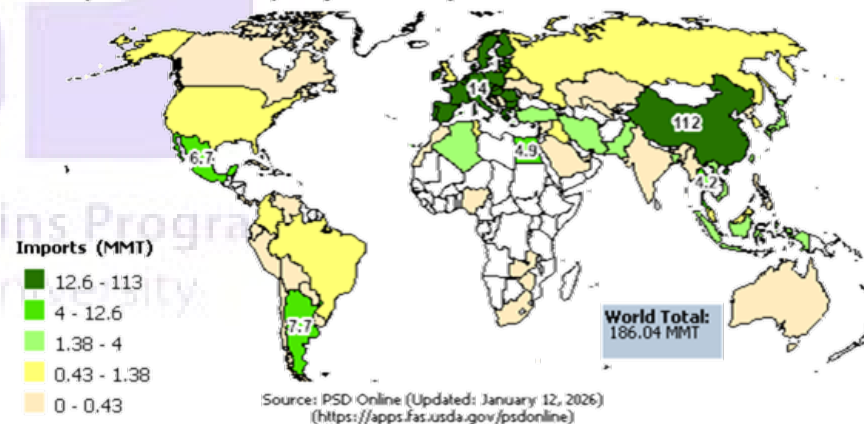 14
112
6.7
4.9
4.2
7.7
ins Progra
Imports (MMT)
12.6 - 113
4 - 12.6
1.38 - 4
0.43 - 1.38
0 - 0.43
World Total:
186.04 MMT
Source: PSD Online (Updated: January 12, 2026)
(https://apps.fas.usda.gov/psdonline)